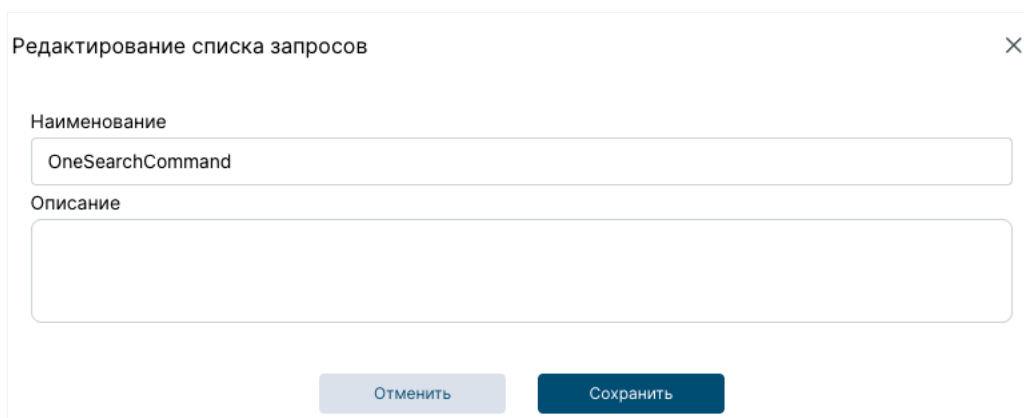 Редактирование списка запросов
Наименование
OneSearchCommand
Описание
Отменить Сохранить